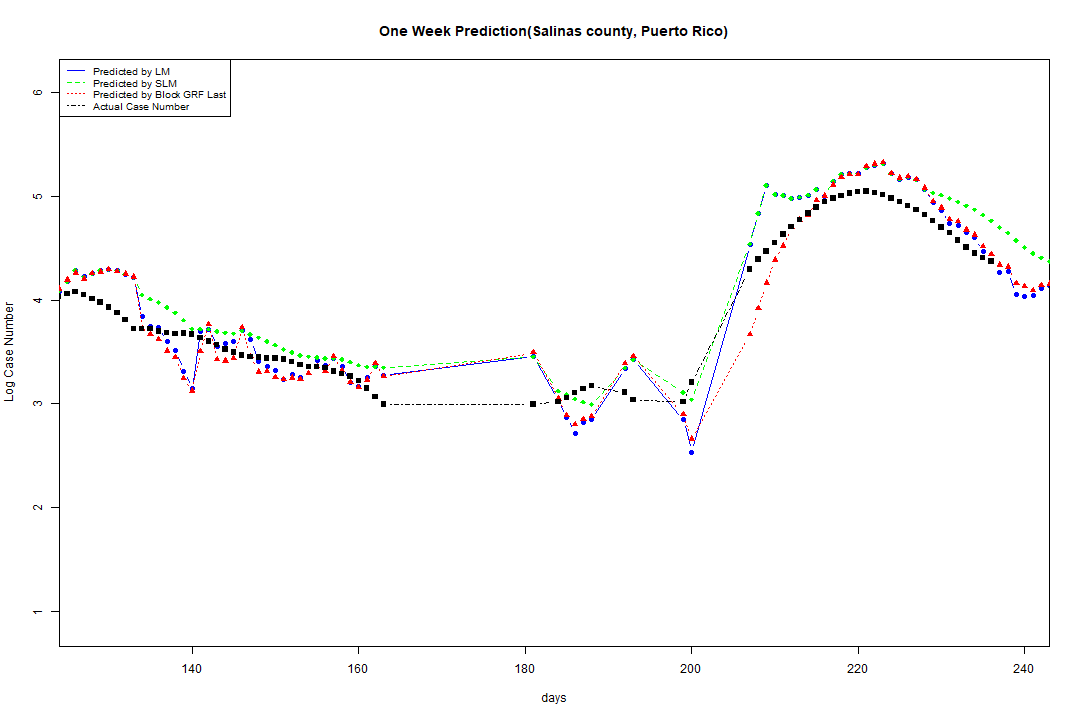 One Week Prediction(Salinas county, Puerto Rico)
Predicted by LM
Predicted by SLM
Predicted by Block GRF Last
Actual Case Number
Log Case Number
6
5
4
3
2
1
140 160 180 200 220 240
days